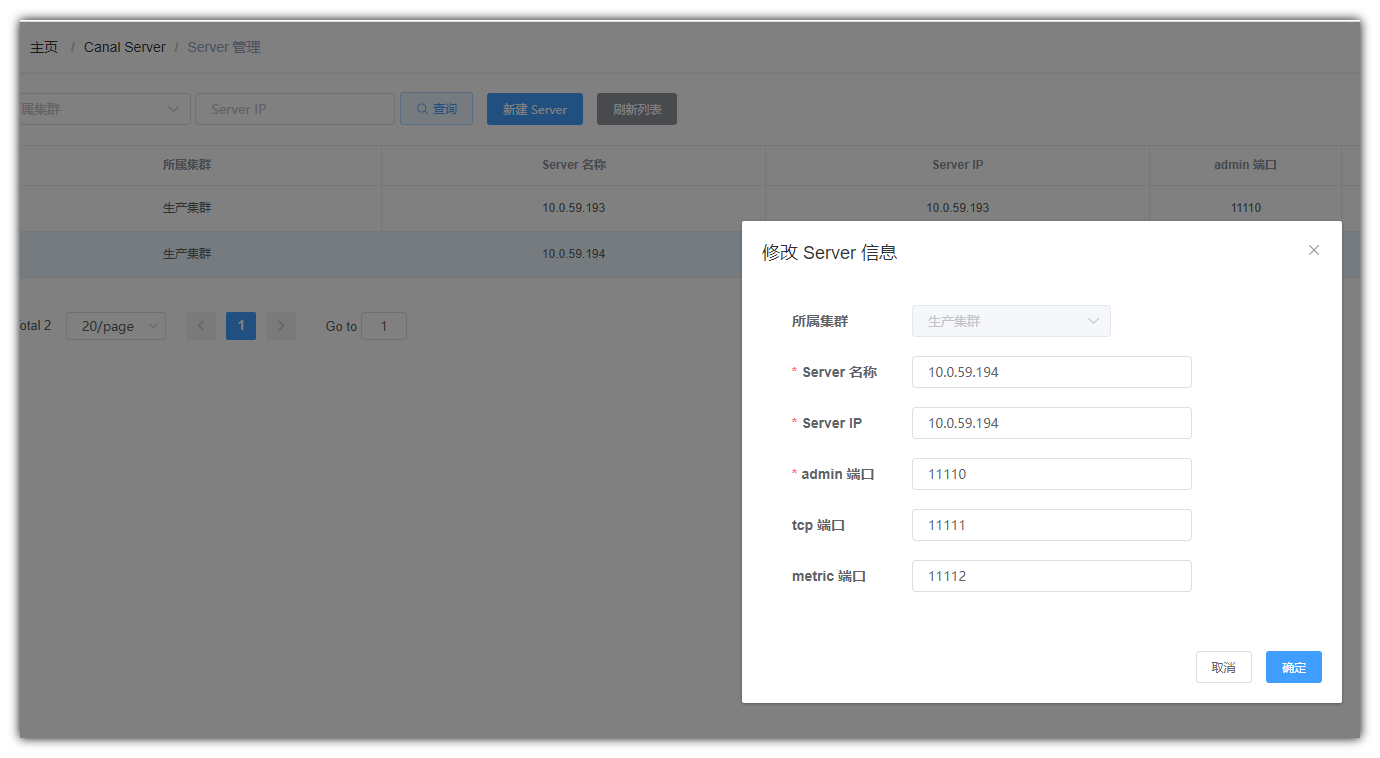 主页 / Canal Server / Server 管理
属集群 Server IP 查询 新建 Server 刷新列表
所属集群 Server 名称 Server IP admin 端口
生产集群 10.0.59.193 10.0.59.193 11110
生产集群 10.0.59.194
otal 2 20/page 1 Go to 1
修改 Server 信息
所属集群 生产集群
* Server 名称 10.0.59.194
* Server IP 10.0.59.194
* admin 端口 11110
tcp 端口 11111
metric 端口 11112
取消 确定